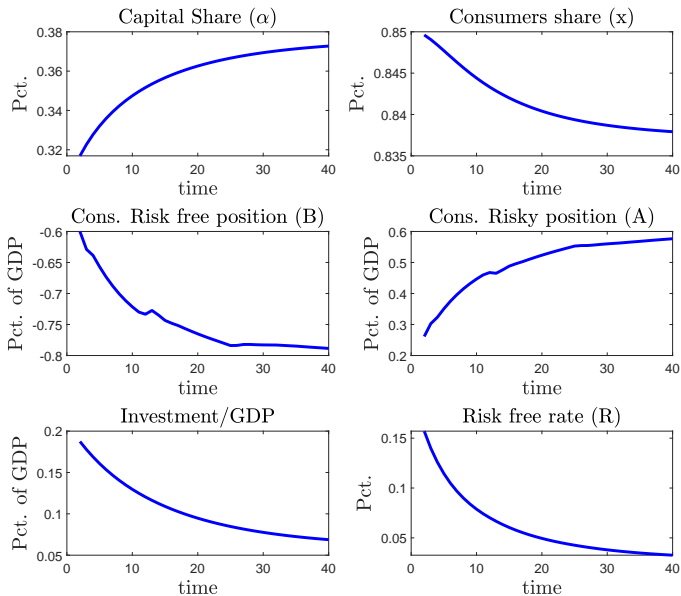 Capital Share (α)
0.38
0.36
0.34
0.32
Pct.
0 10 20 30 40
time
Consumers share (x)
0.85
0.845
0.84
0.835
Pct.
0 10 20 30 40
time
Cons. Risk free position (B)
-0.6
-0.65
-0.7
-0.75
-0.8
Pct. of GDP
0 10 20 30 40
time
Cons. Risky position (A)
0.6
0.5
0.4
0.3
0.2
Pct. of GDP
0 10 20 30 40
time
Investment/GDP
0.2
0.15
0.1
0.05
Pct. of GDP
0 10 20 30 40
time
Risk free rate (R)
0.15
0.1
0.05
Pct.
0 10 20 30 40
time